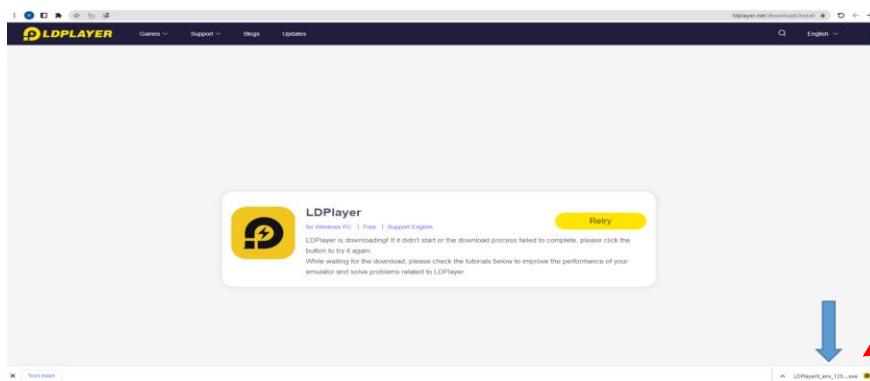 ldplayer.net/download/install
LDPLAYER Games Support Blogs Updates English
LDPlayer
for Windows PC | Free | Support English
Retry
LDPlayer is downloading! If it didn't start or the download process failed to complete, please click the
button to try it again.
While waiting for the download, please check the tutorials below to improve the performance of your
emulator and solve problems related to LDPlayer